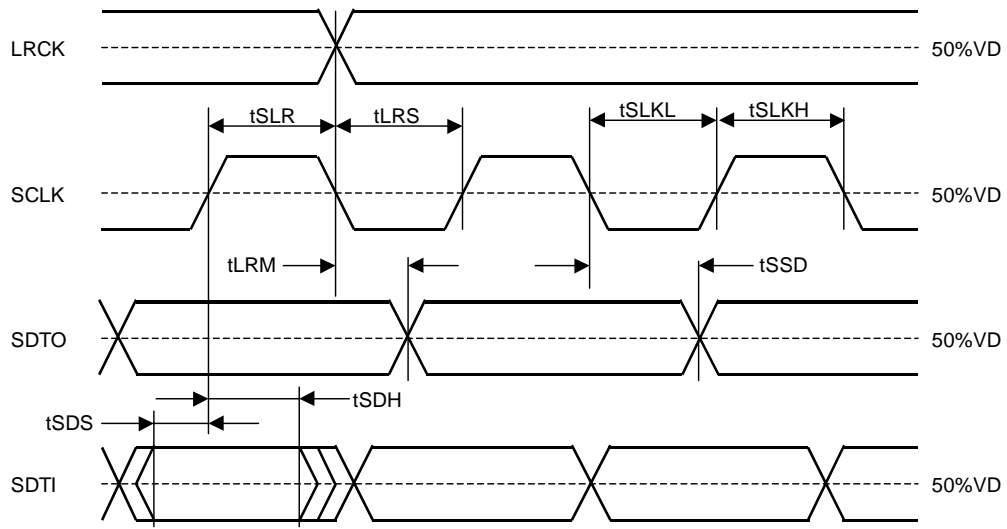 LRCK
50%VD
tSLR
tLRS
tSLKL
tSLKH
SCLK
50%VD
tLRM
tSSD
SDTO
50%VD
tSDH
tSDS
SDTI
50%VD